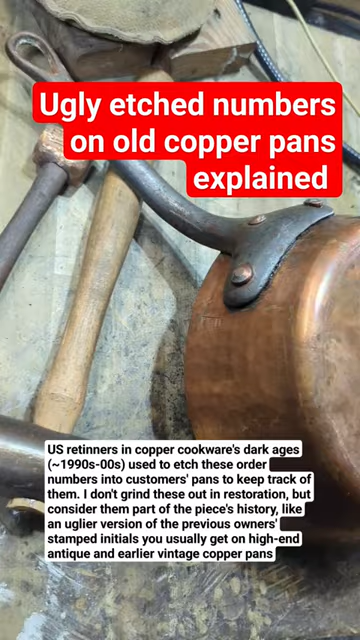 Ugly etched numbers
on old copper pans
explained
US retinners in copper cookware's dark ages
(~1990s-00s) used to etch these order
numbers into customers' pans to keep track of
them. I don't grind these out in restoration, but
consider them part of the piece's history, like
an uglier version of the previous owners'
stamped initials you usually get on high-end
antique and earlier vintage copper pans